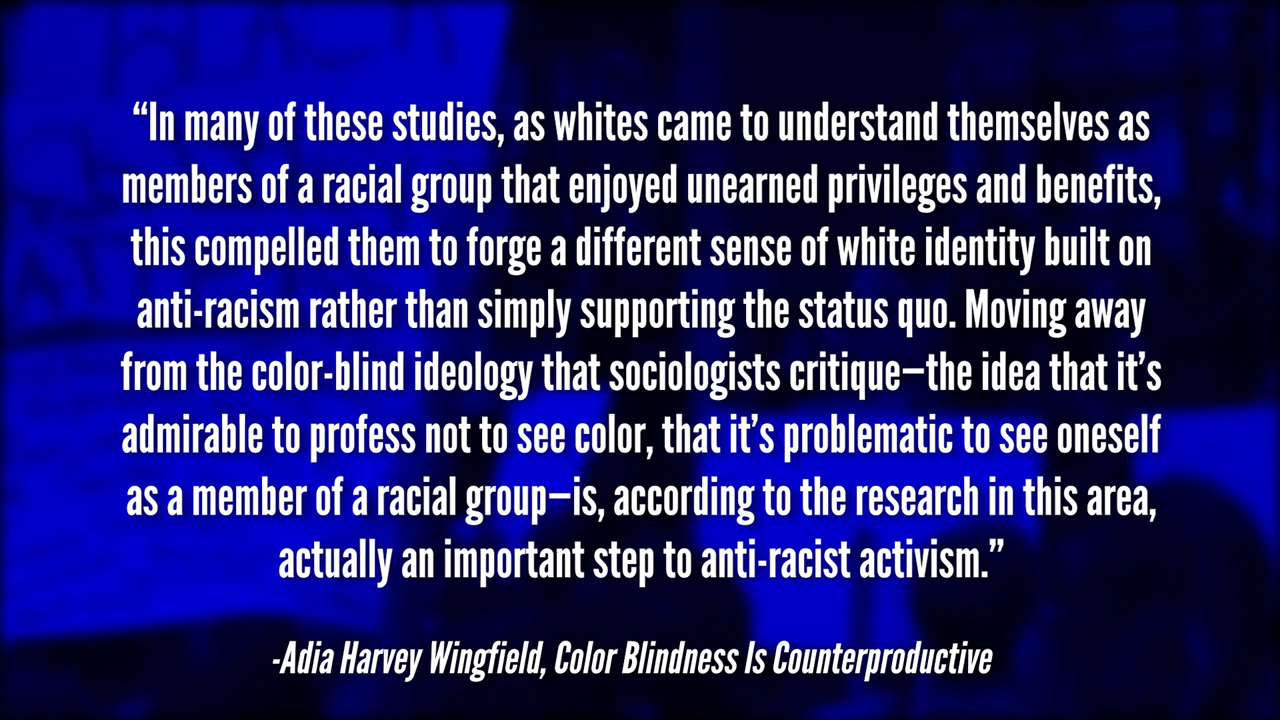 “In many of these studies, as whites came to understand themselves as
members of a racial group that enjoyed unearned privileges and benefits,
this compelled them to forge a different sense of white identity built on
anti-racism rather than simply supporting the status quo. Moving away
from the color-blind ideology that sociologists critique—the idea that it’s
admirable to profess not to see color, that it’s problematic to see oneself
as a member of a racial group—is, according to the research in this area,
actually an important step to anti-racist activism.”
-Adia Harvey Wingfield, Color Blindness Is Counterproductive